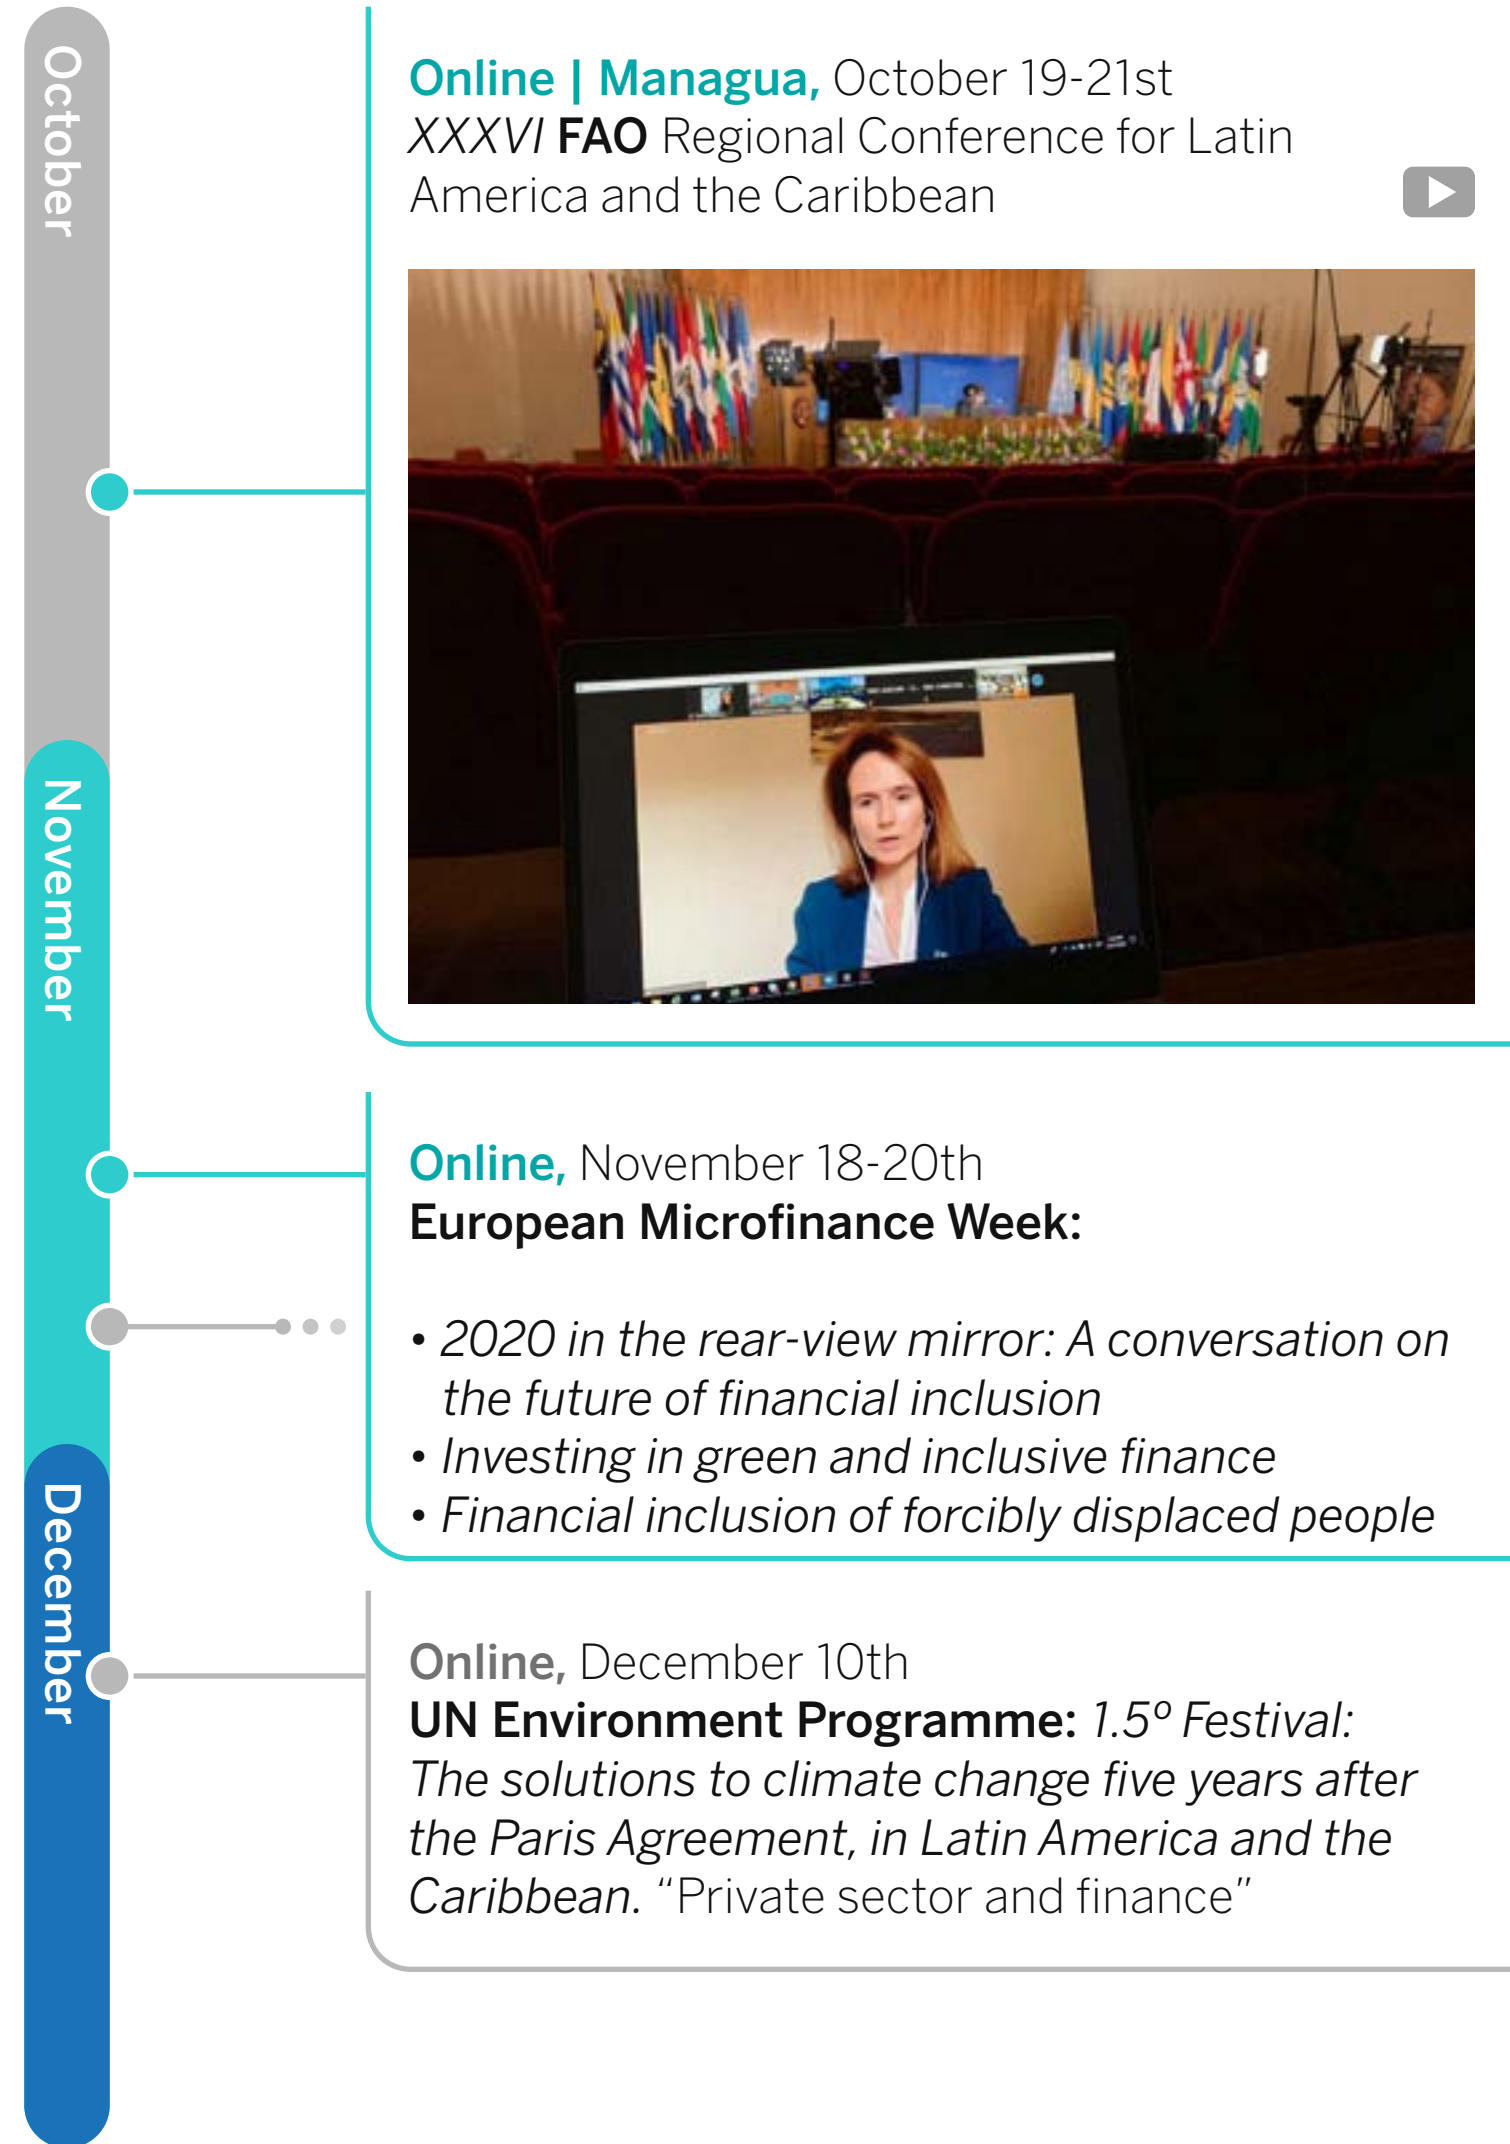 October
Online | Managua, October 19-21st
XXXVI FAO Regional Conference for Latin
America and the Caribbean
November
Online, November 18-20th
European Microfinance Week:
• 2020 in the rear-view mirror: A conversation on
the future of financial inclusion
• Investing in green and inclusive finance
• Financial inclusion of forcibly displaced people
December
Online, December 10th
UN Environment Programme: 1.5º Festival:
The solutions to climate change five years after
the Paris Agreement, in Latin America and the
Caribbean. “Private sector and finance”